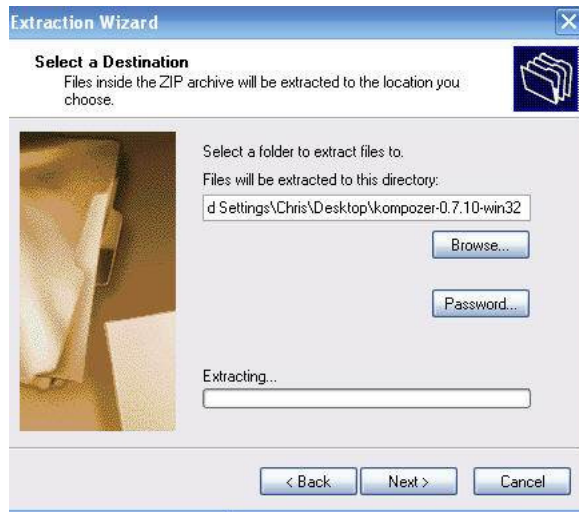 Extraction Wizard
Select a Destination
Files inside the ZIP archive will be extracted to the location you
choose.
Select a folder to extract files to.
Files will be extracted to this directory:
d Settings\Chris\Desktop\kompozer-0.7.10-win32
Browse...
Password...
Extracting...
< Back
Next >
Cancel